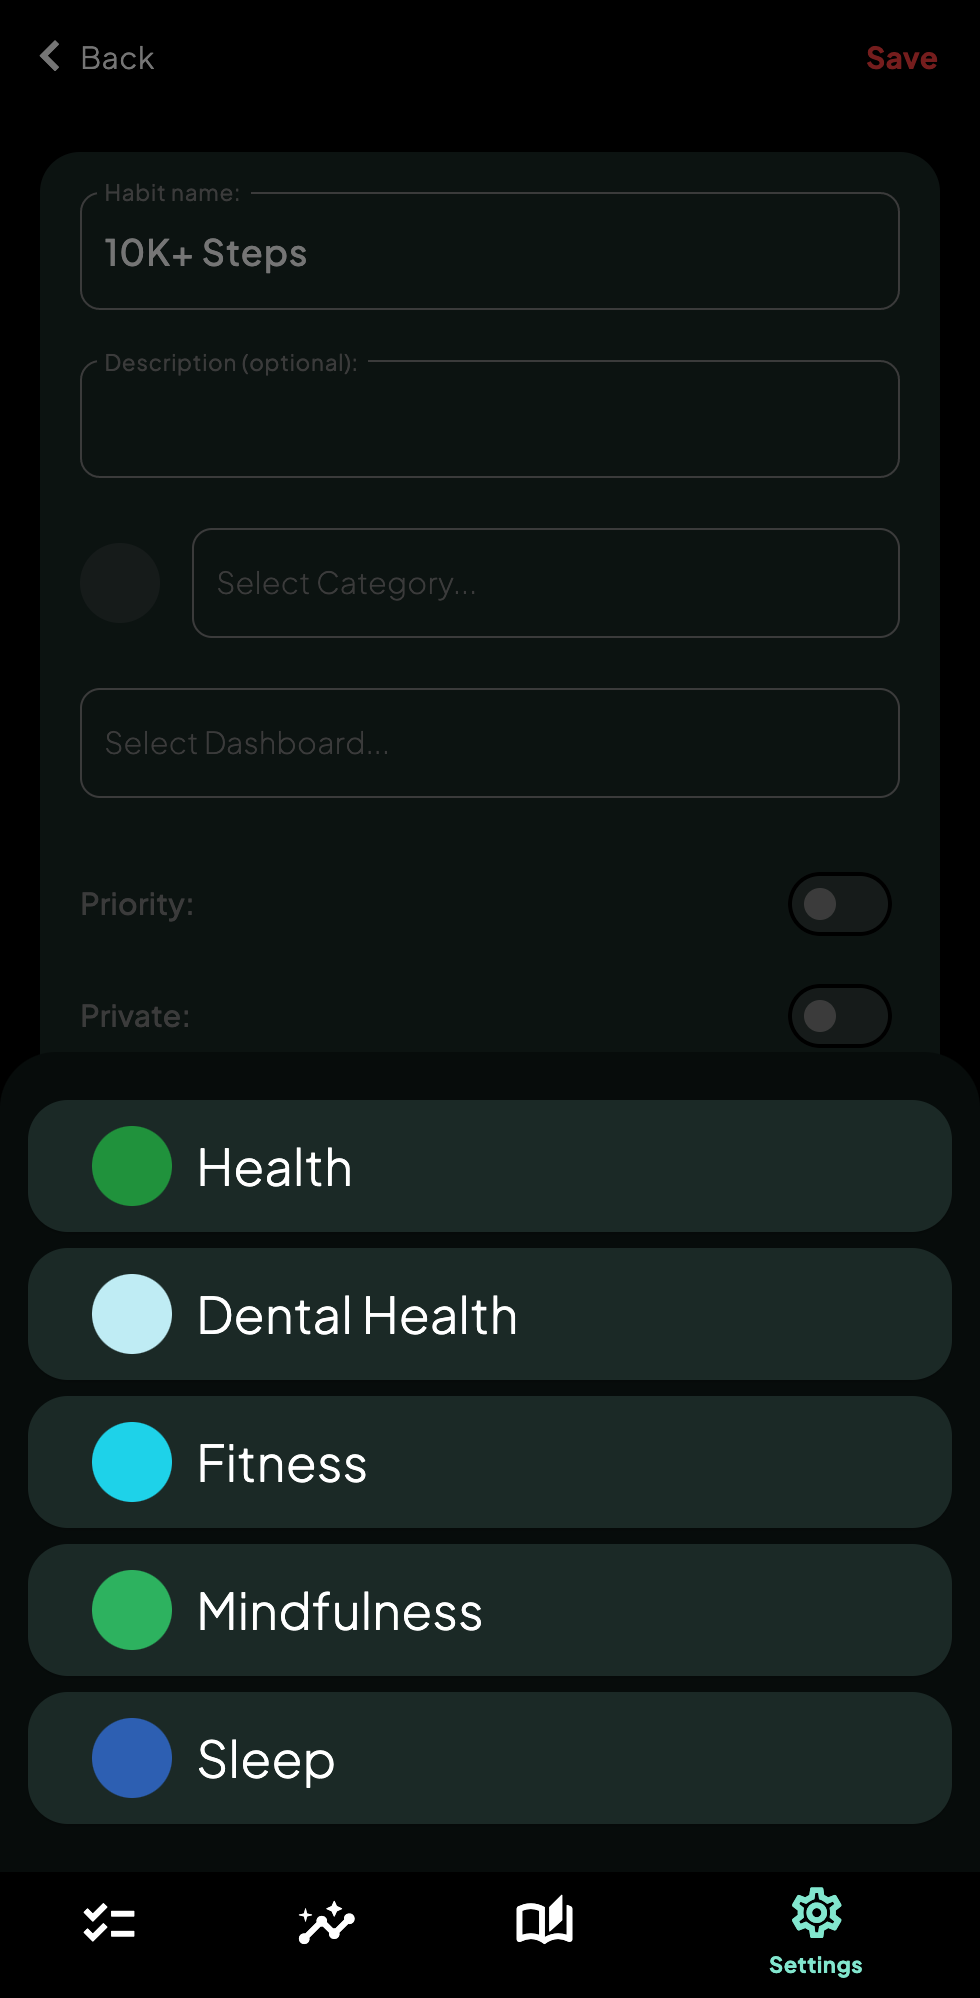 Back
Save
Habit name:
10K+ Steps
Description (optional):
Select Category...
Select Dashboard...
Priority:
Private:
Health
Dental Health
Fitness
Mindfulness
Sleep
Settings